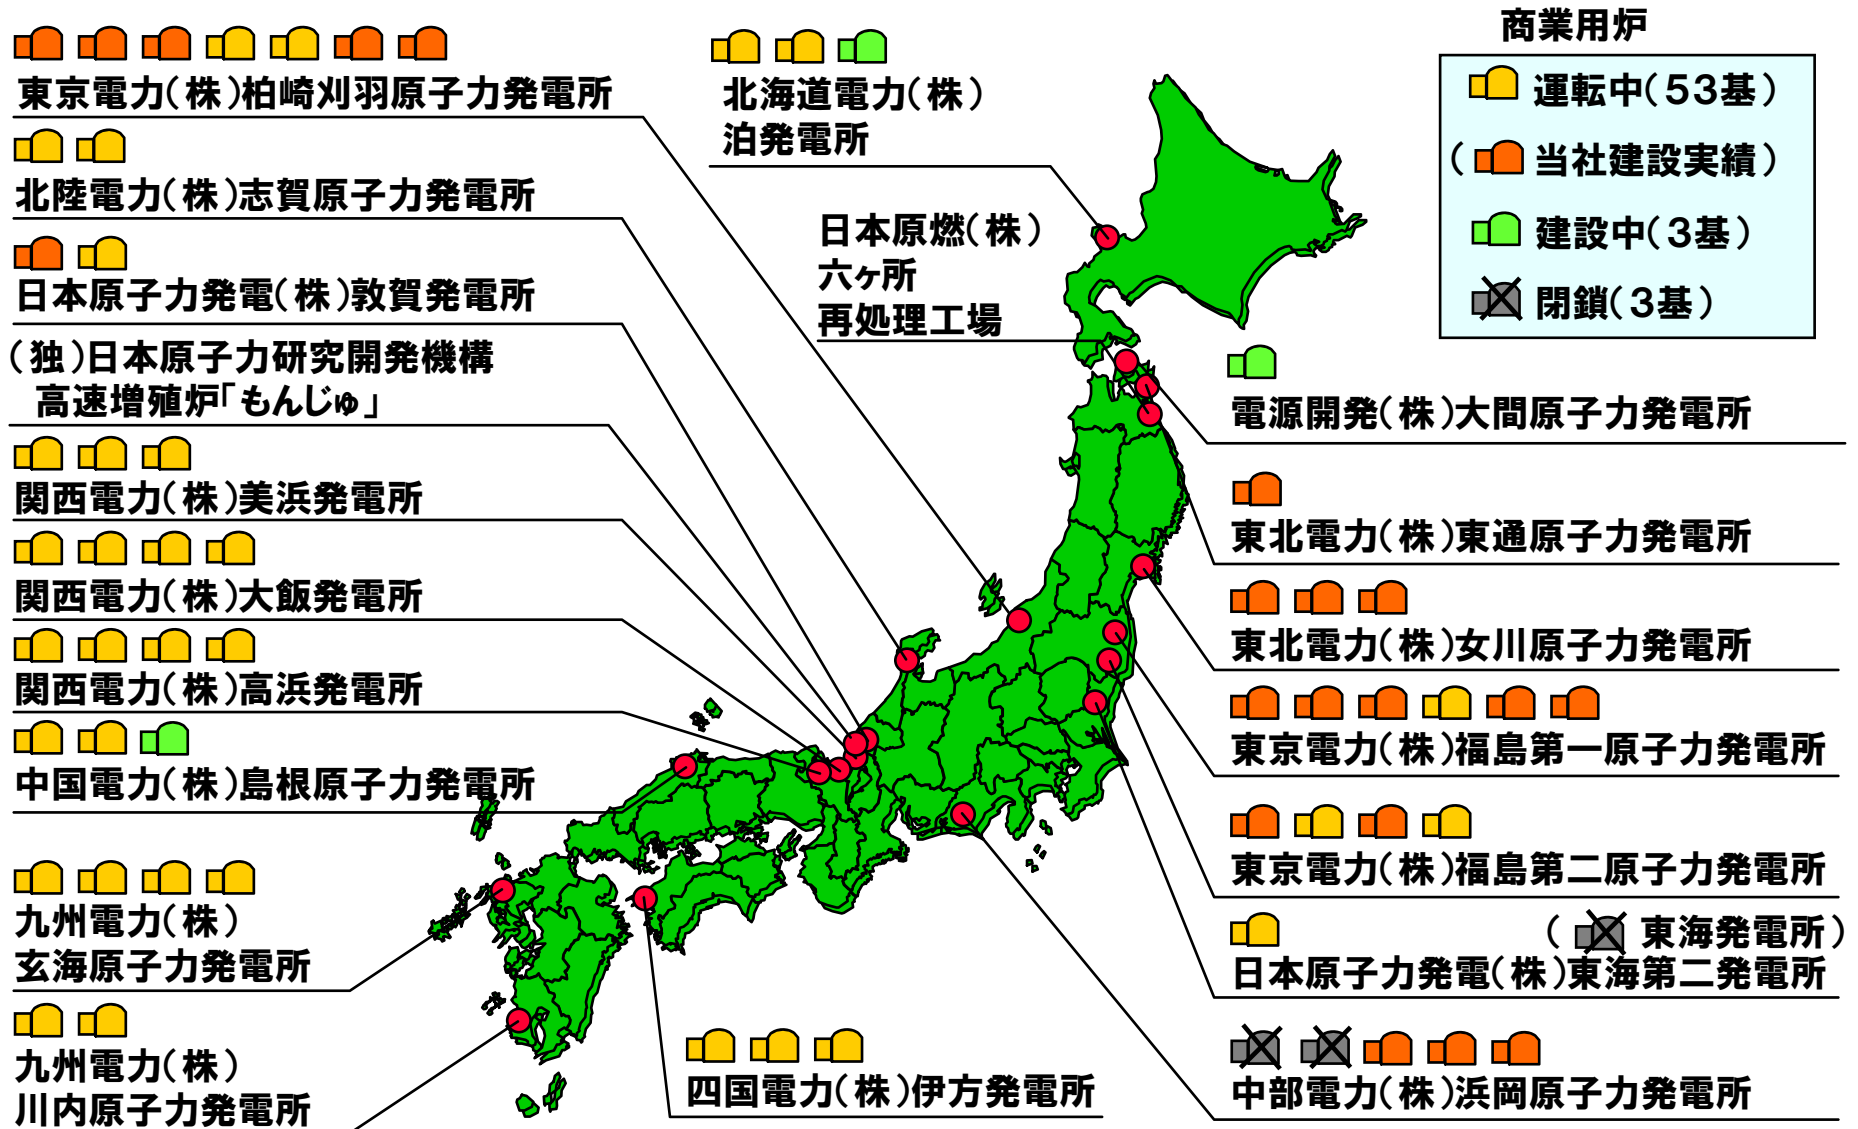 東京電力(株)柏崎刈羽原子力発電所
北陸電力(株)志賀原子力発電所
日本原子力発電(株)敦賀発電所
(独)日本原子力研究開発機構
高速増殖炉「もんじゅ」
関西電力(株)美浜発電所
関西電力(株)大飯発電所
関西電力(株)高浜発電所
中国電力(株)島根原子力発電所
九州電力(株)
玄海原子力発電所
九州電力(株)
川内原子力発電所
北海道電力(株)
泊発電所
日本原燃(株)
六ヶ所
再処理工場
四国電力(株)伊方発電所
商業用炉
運転中(53基)
(当社建設実績)
建設中(3基)
閉鎖(3基)
電源開発(株)大間原子力発電所
東北電力(株)東通原子力発電所
東北電力(株)女川原子力発電所
東京電力(株)福島第一原子力発電所
東京電力(株)福島第二原子力発電所
(東海発電所)
日本原子力発電(株)東海第二発電所
中部電力(株)浜岡原子力発電所